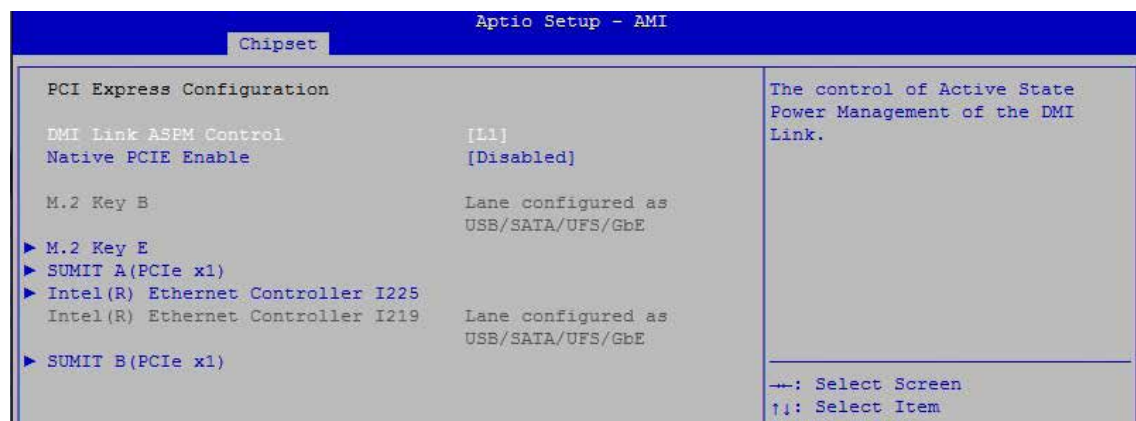 Aptio Setup - AMI
Chipset
PCI Express Configuration
DMI Link ASPM Control [L1]
Native PCIE Enable [Disabled]
M.2 Key B Lane configured as
USB/SATA/UFS/GbE
► M.2 Key E
► SUMIT A(PCIe x1)
► Intel(R) Ethernet Controller I225
Intel(R) Ethernet Controller I219 Lane configured as
USB/SATA/UFS/GbE
► SUMIT B(PCIe x1)
The control of Active State
Power Management of the DMI
Link.
→←: Select Screen
↑↓: Select Item